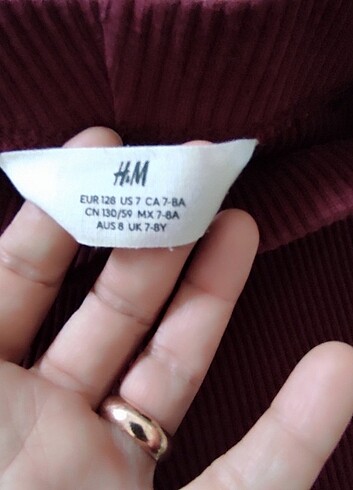 H&M
EUR 128 US 7 CA 7-8A
CN 130/59 MX 7-8A
AUS 8 UK 7-8Y